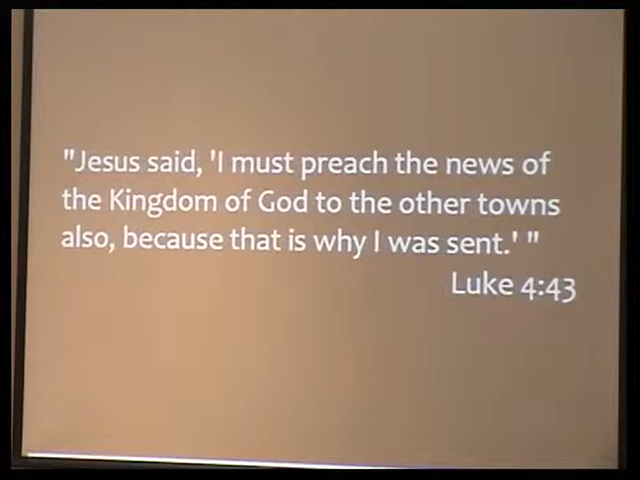 "Jesus said, 'I must preach the news of
the Kingdom of God to the other towns
also, because that is why I was sent.' "
Luke 4:43